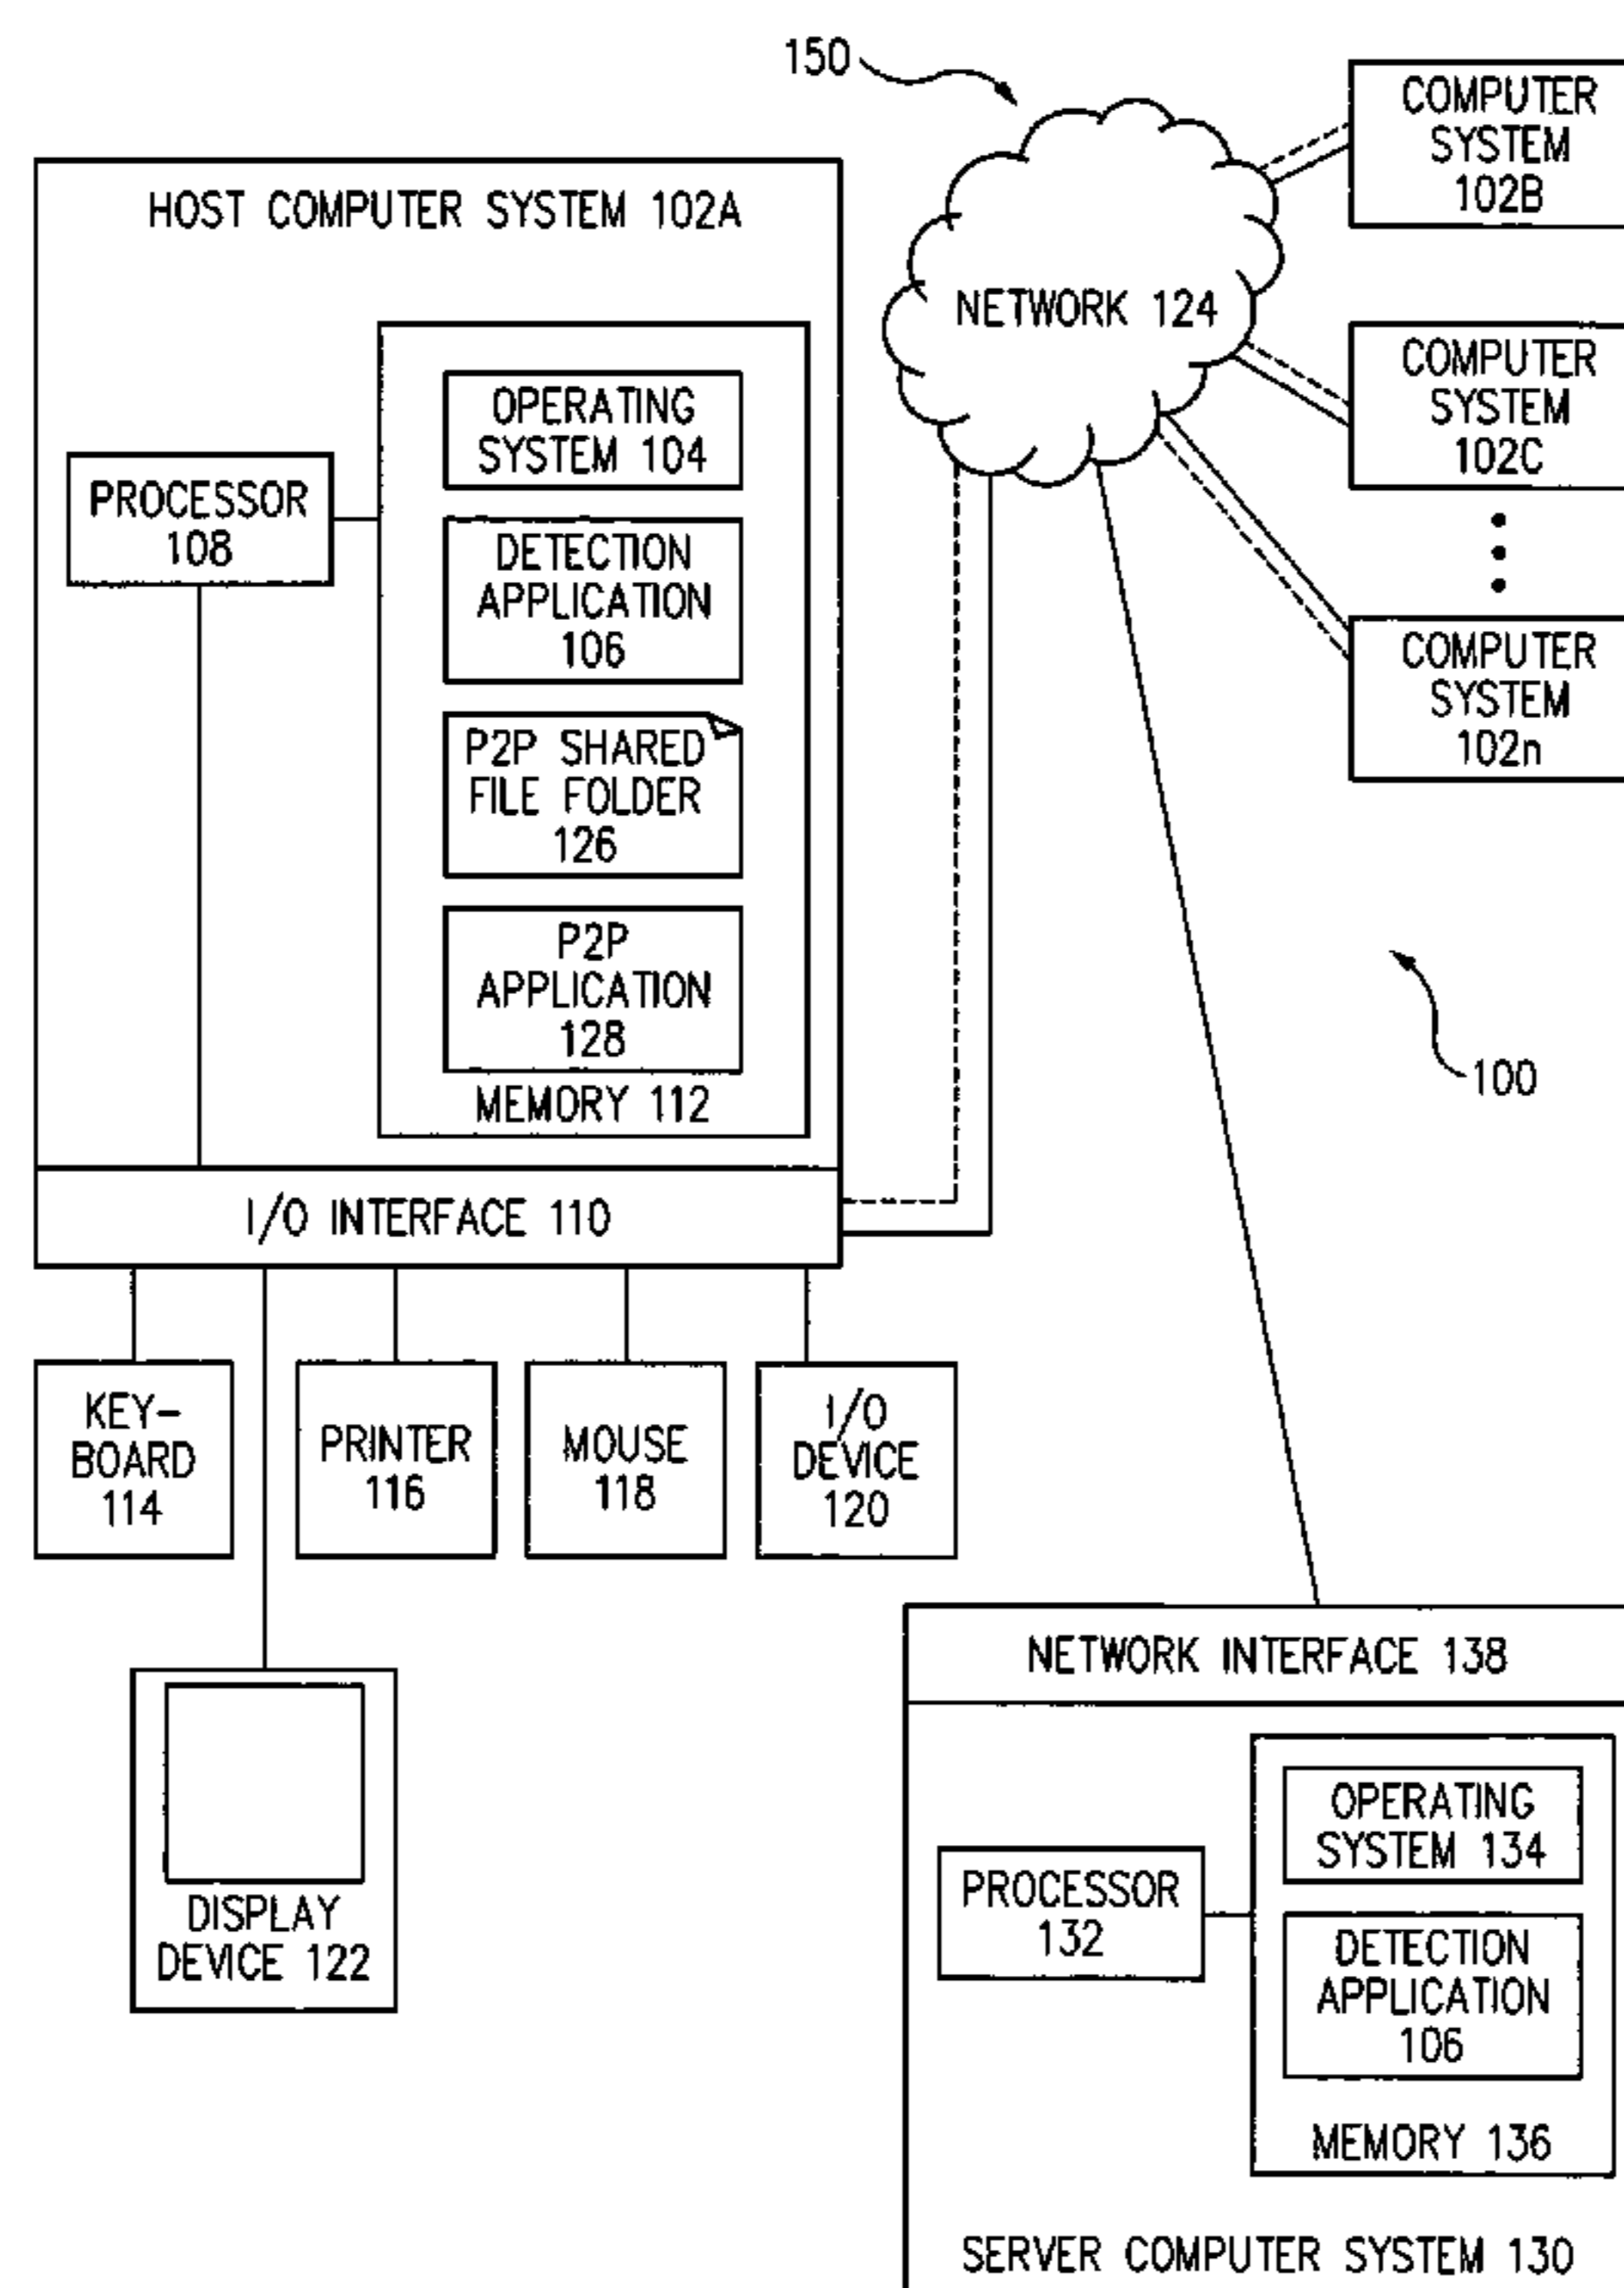 150
COMPUTER
SYSTEM
102B
HOST COMPUTER SYSTEM 102A
NETWORK 124
COMPUTER
SYSTEM
102C
OPERATING
SYSTEM 104
PROCESSOR
108
DETECTION
APPLICATION
106
COMPUTER
SYSTEM
102n
P2P SHARED
FILE FOLDER
126
P2P
APPLICATION
128
MEMORY 112
100
I/O INTERFACE 110
KEY-
BOARD
114
PRINTER
116
MOUSE
118
I/O
DEVICE
120
DISPLAY
DEVICE 122
NETWORK INTERFACE 138
OPERATING
SYSTEM 134
PROCESSOR
132
DETECTION
APPLICATION
106
MEMORY 136
SERVER COMPUTER SYSTEM 130